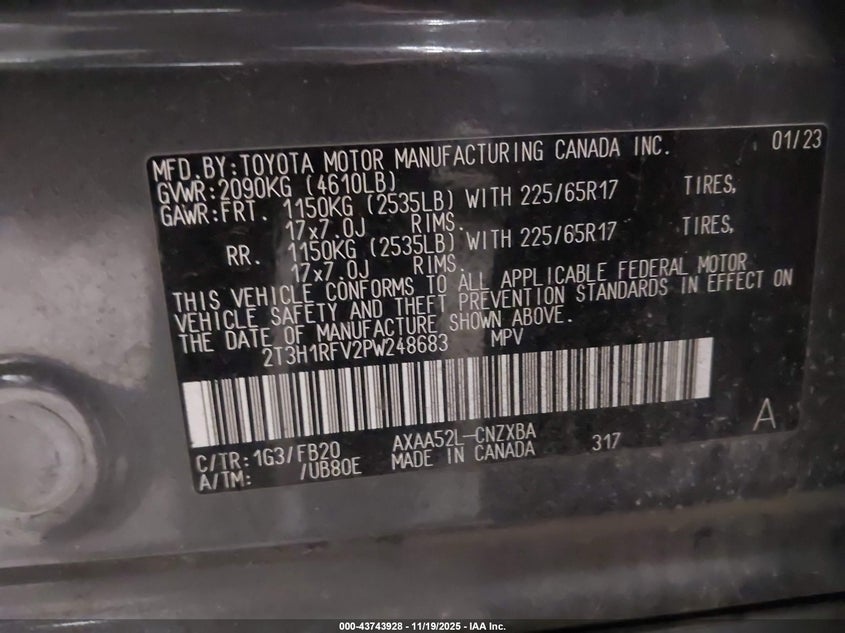 01/23
MFD.BY:TOYOTA MOTOR MANUFACTURING CANADA INC.
GVWR:2090KG (4610LB)
GAWR:FRT. 1150KG (2535LB) WITH 225/65R17 TIRES,
17x7.0J RIMS.
RR. 1150KG (2535LB) WITH 225/65R17 TIRES,
17x7.0J RIMS.
THIS VEHICLE CONFORMS TO ALL APPLICABLE FEDERAL MOTOR
VEHICLE SAFETY AND THEFT PREVENTION STANDARDS IN EFFECT ON
THE DATE OF MANUFACTURE SHOWN ABOVE.
2T3H1RFV2PW248683 MPV
A
C/TR: 1G3/FB20 AXAA52L-CNZXBA 317
A/TM: /UB80E MADE IN CANADA
000-43743928 - 11/19/2025 - IAA Inc.